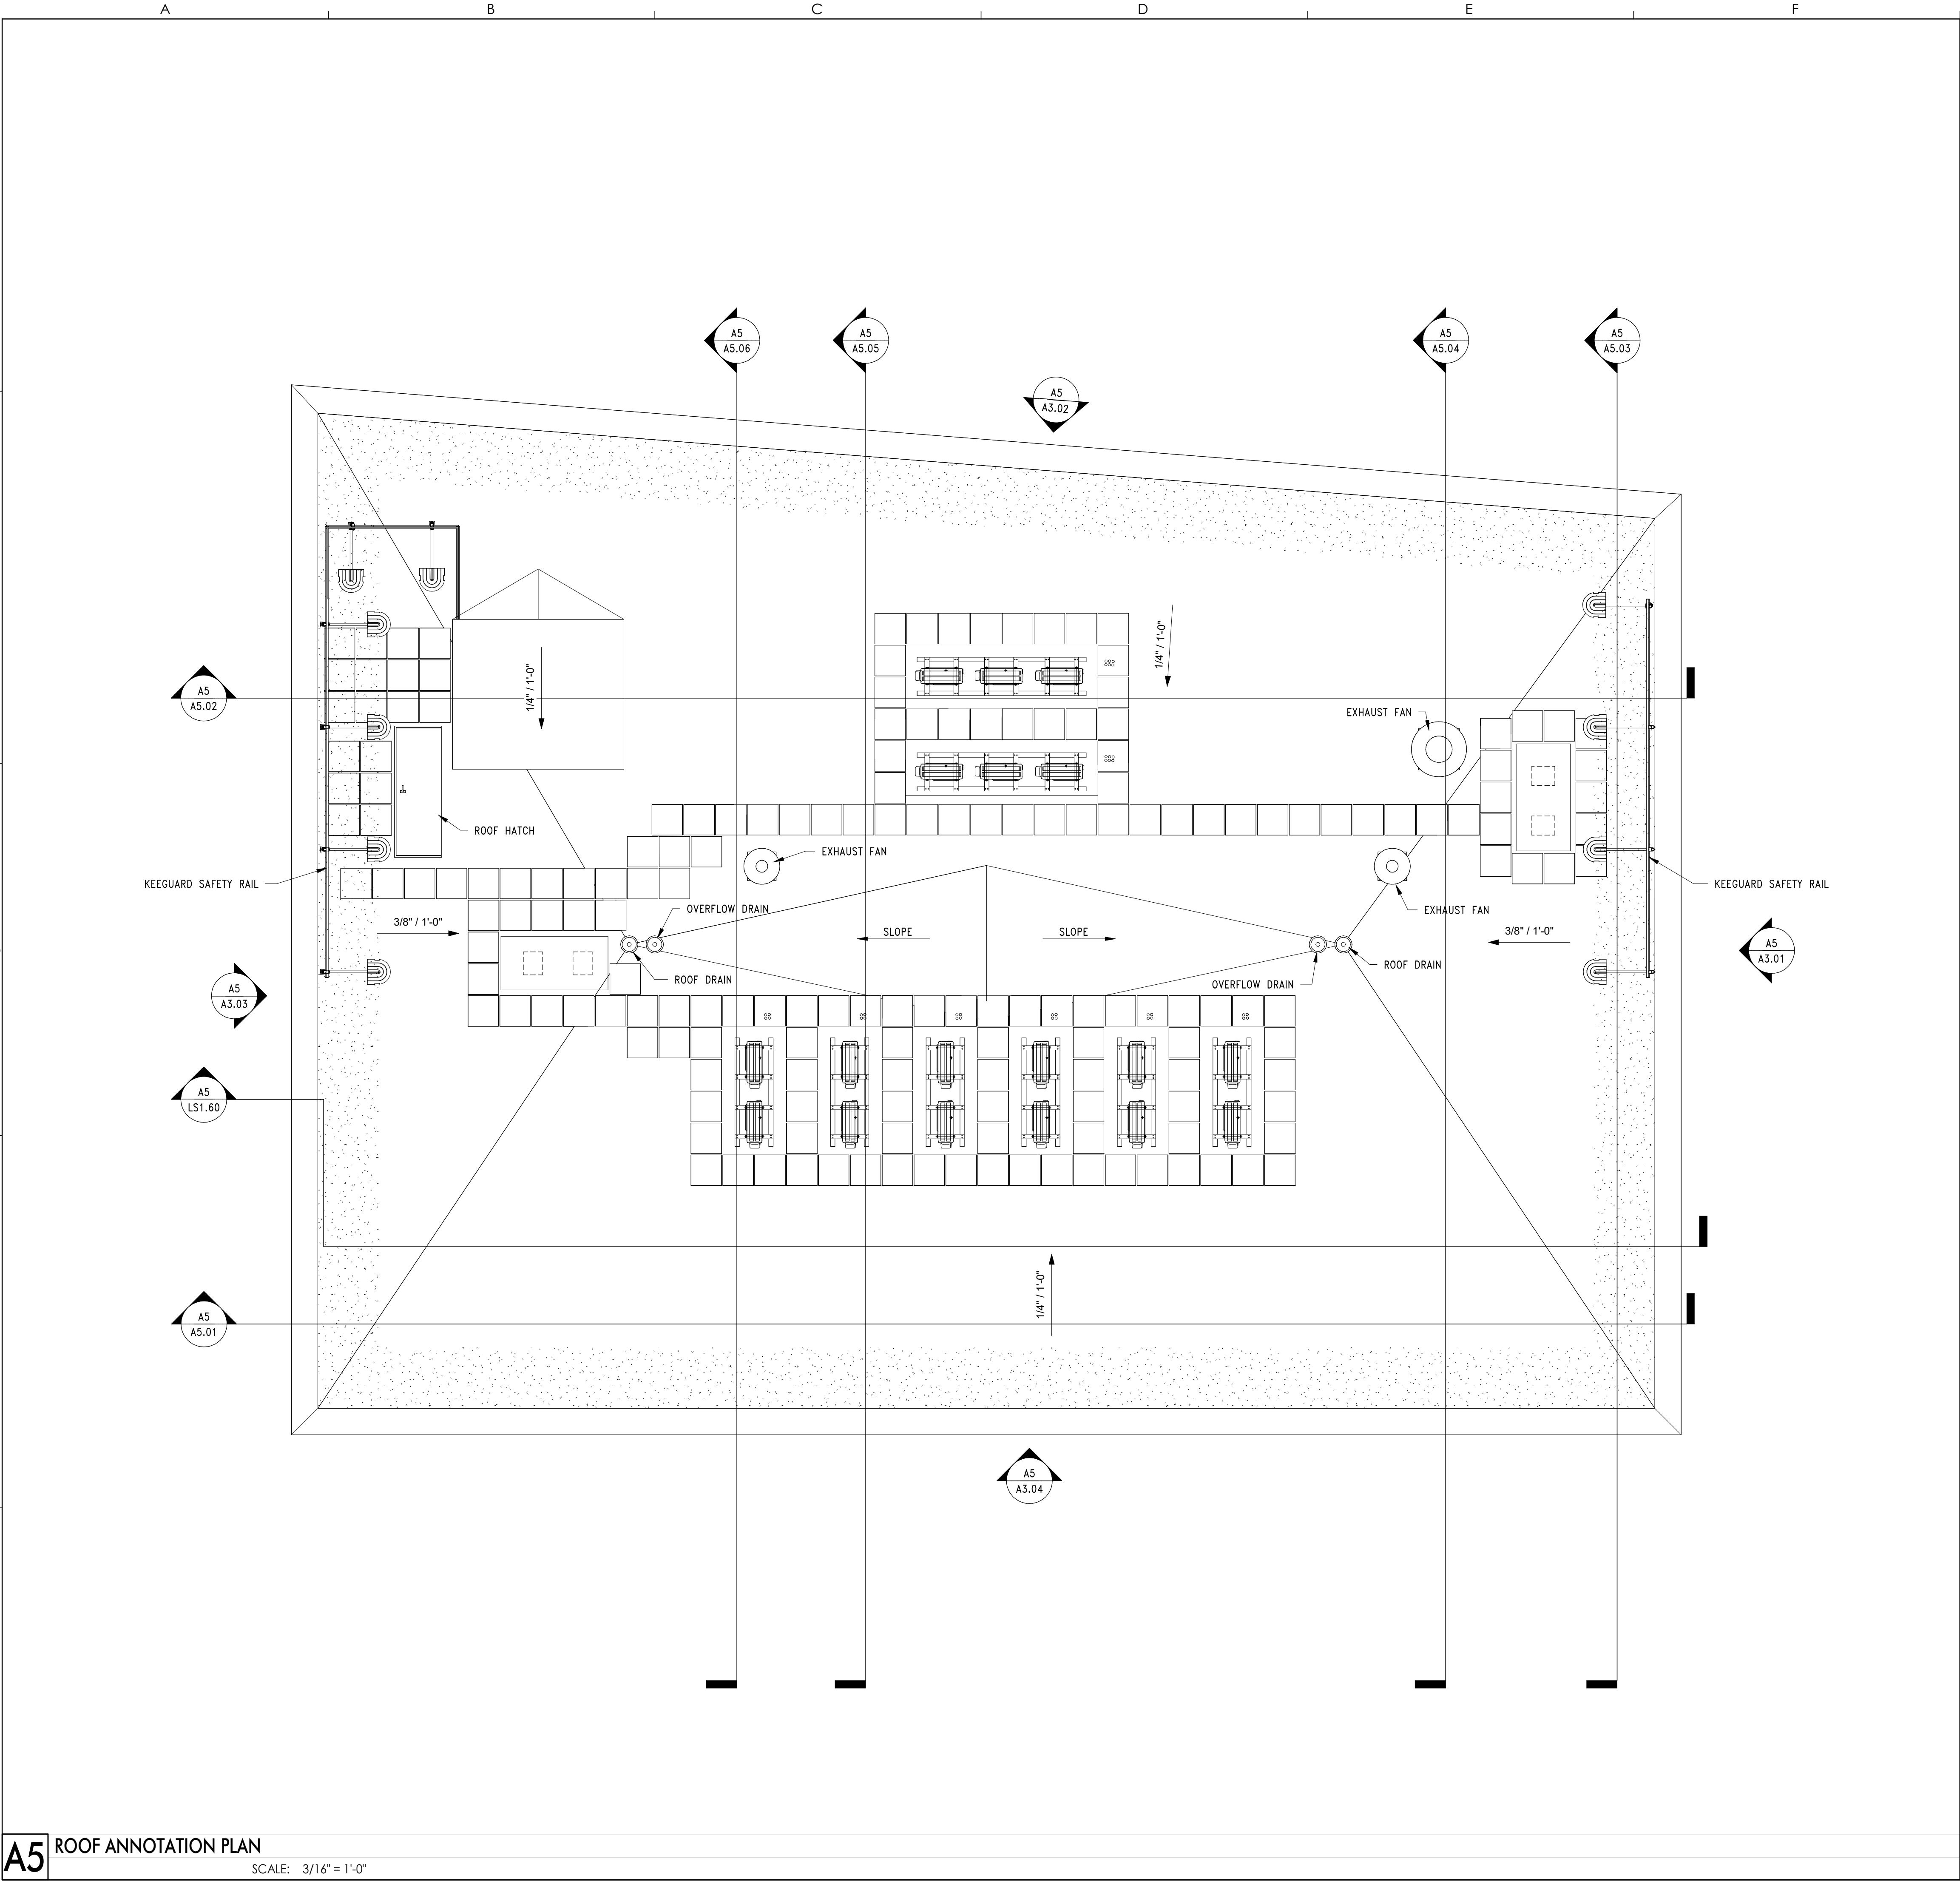 A B C D E F
A5
A5.06
A5
A5.05
A5
A5.04
A5
A5.03
A5
A3.02
1/4" / 1'-0"
1/4" / 1'-0"
A5
A5.02
EXHAUST FAN
ROOF HATCH
EXHAUST FAN
KEEGUARD SAFETY RAIL
KEEGUARD SAFETY RAIL
OVERFLOW DRAIN
EXHAUST FAN
3/8" / 1'-0"
SLOPE
SLOPE
3/8" / 1'-0"
A5
A3.01
ROOF DRAIN
ROOF DRAIN
OVERFLOW DRAIN
A5
A3.03
A5
LS1.60
1/4" / 1'-0"
A5
A5.01
A5
A3.04
A5
ROOF ANNOTATION PLAN
SCALE: 3/16" = 1'-0"